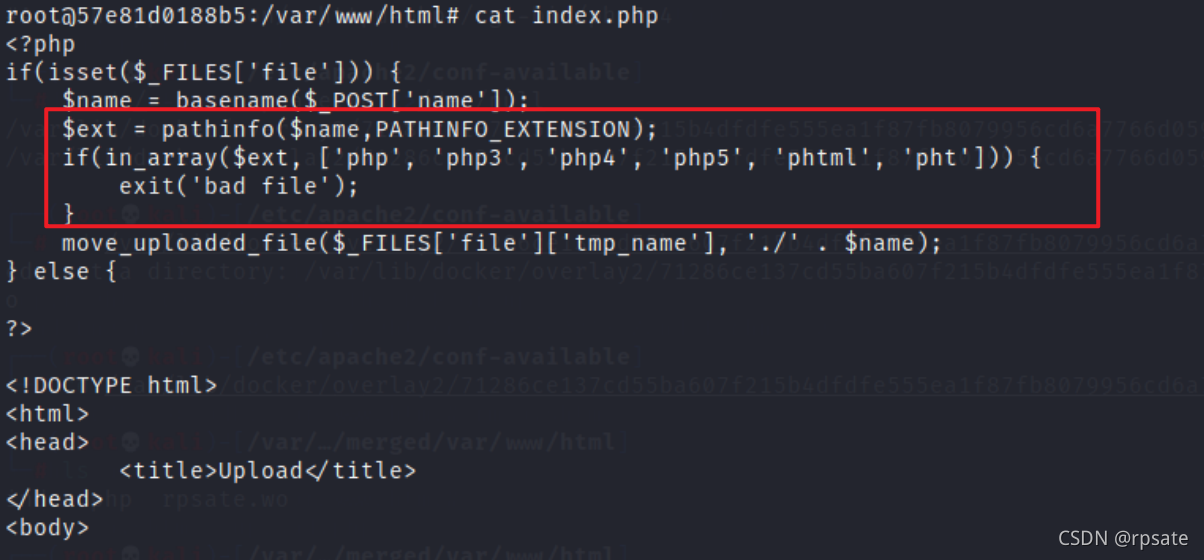 root@57e81d0188b5:/var/www/html# cat index.php
<?php
if(isset($_FILES['file'])) {
    $name = basename($_POST['name']);
    $ext = pathinfo($name,PATHINFO_EXTENSION);
    if(in_array($ext, ['php', 'php3', 'php4', 'php5', 'phtml', 'pht'])) {
        exit('bad file');
    }
    move_uploaded_file($_FILES['file']['tmp_name'], './' . $name);
} else {
?>
<!DOCTYPE html>
<html>
<head>
        <title>Upload</title>
</head>
<body>
CSDN @rpsate